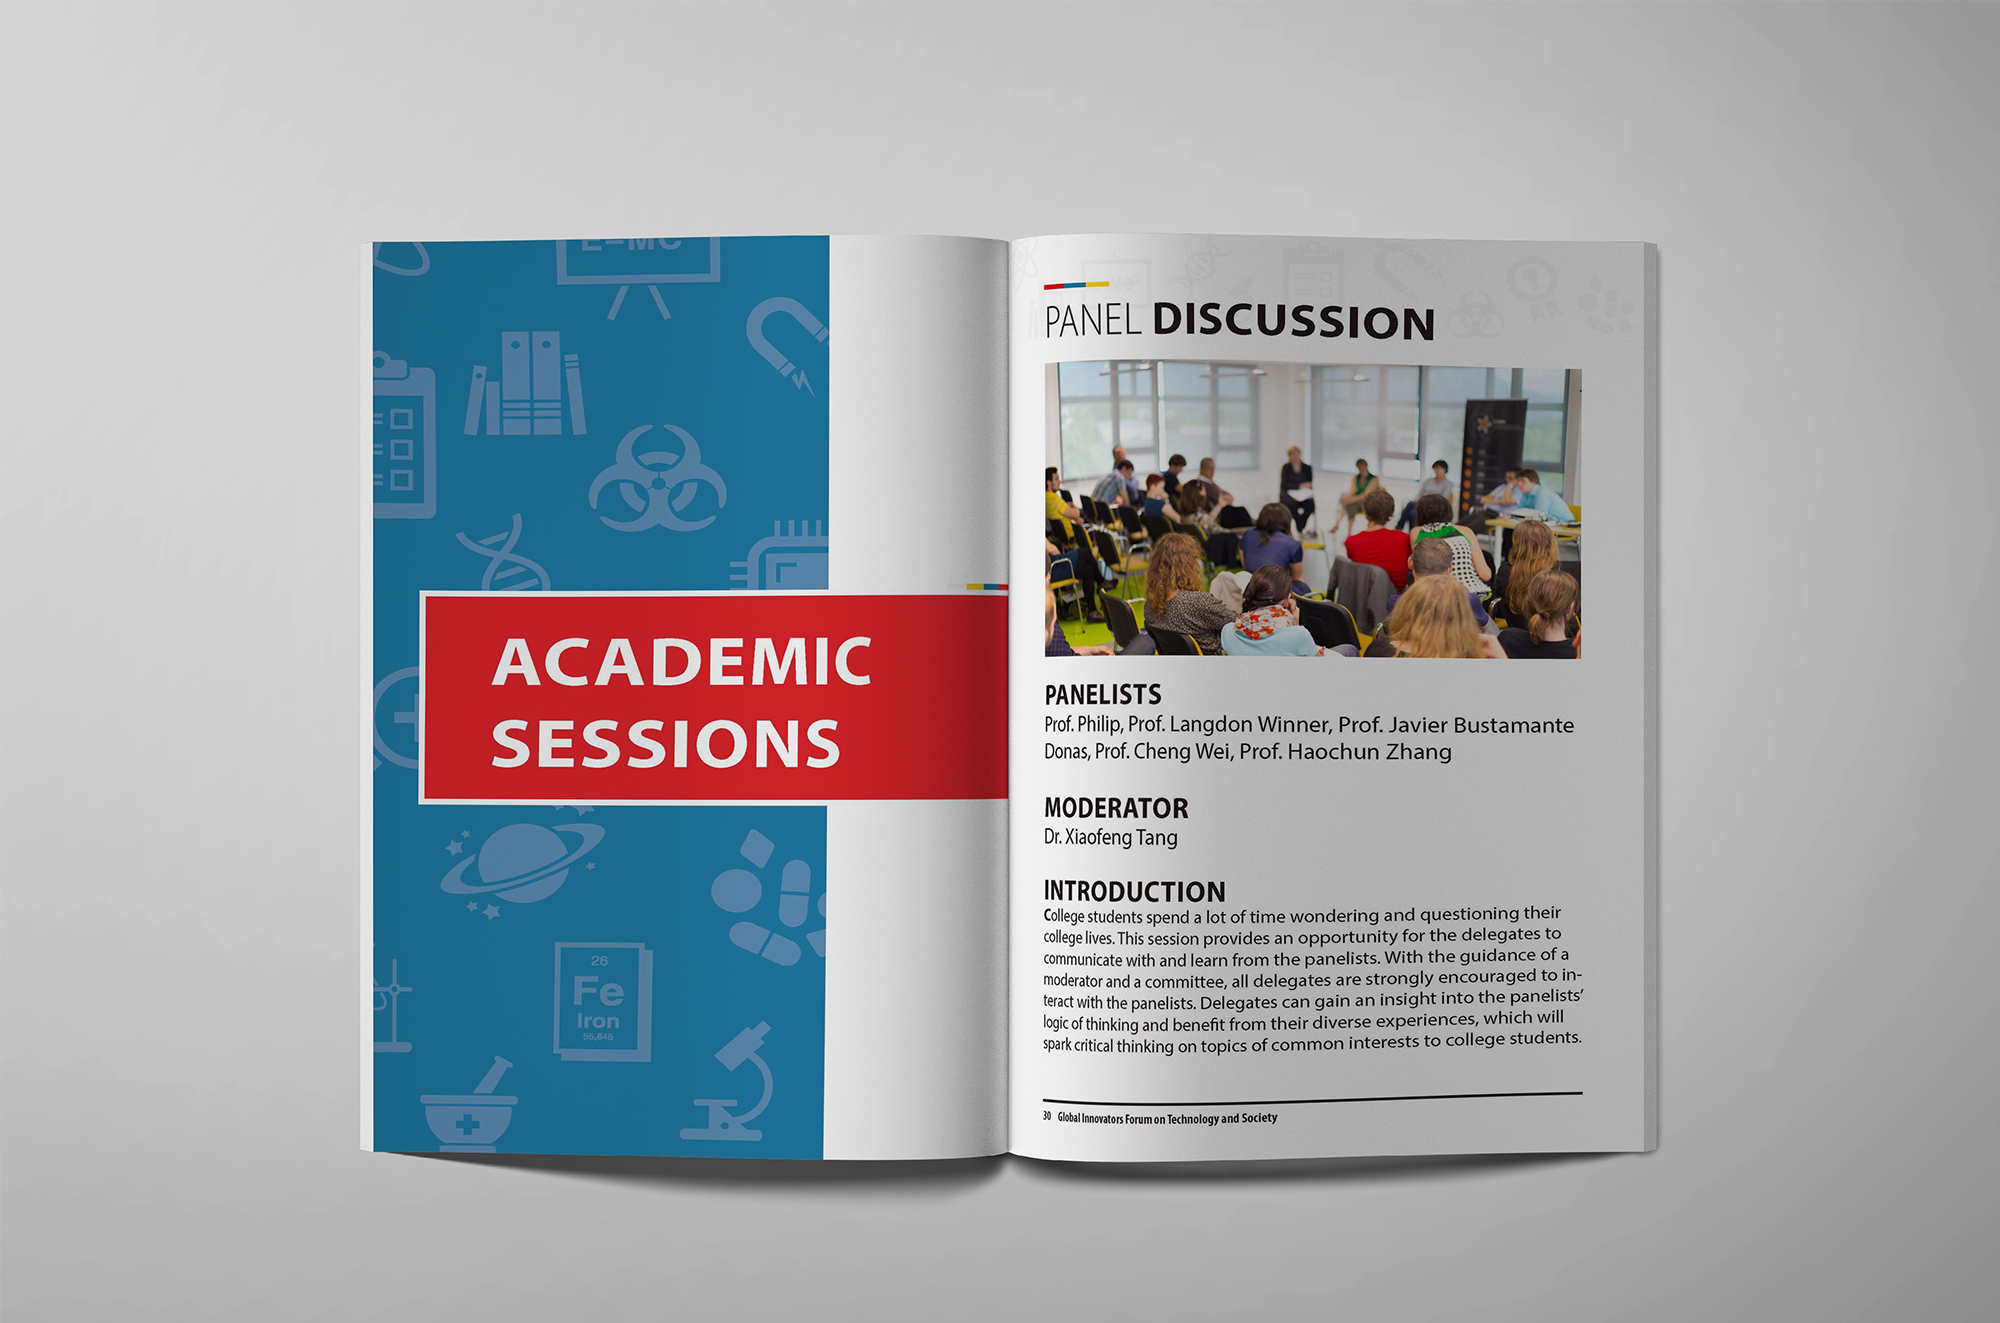 E=MC
ACADEMIC
SESSIONS
26
Fe
Iron
55,845
PANEL DISCUSSION
PANELISTS
Prof. Philip, Prof. Langdon Winner, Prof. Javier Bustamante
Donas, Prof. Cheng Wei, Prof. Haochun Zhang
MODERATOR
Dr. Xiaofeng Tang
INTRODUCTION
College students spend a lot of time wondering and questioning their
college lives. This session provides an opportunity for the delegates to
communicate with and learn from the panelists. With the guidance of a
moderator and a committee, all delegates are strongly encouraged to in-
teract with the panelists. Delegates can gain an insight into the panelists’
logic of thinking and benefit from their diverse experiences, which will
spark critical thinking on topics of common interests to college students.
30 Global Innovators Forum on Technology and Society